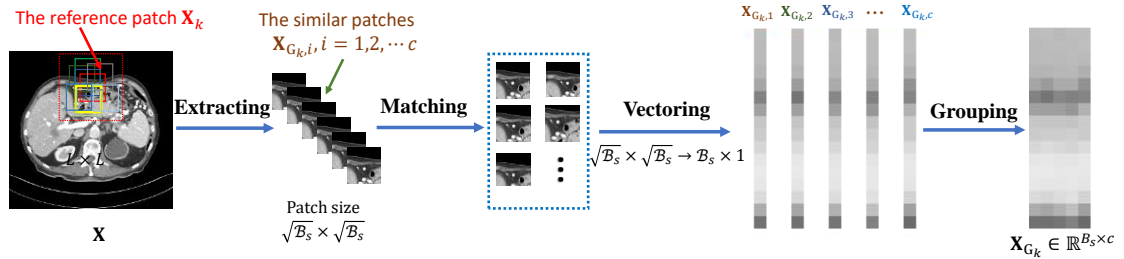 The reference patch X_k
L × L
X
Extracting
The similar patches
X_{G_k,i}, i = 1,2, ⋯ c
Patch size
√ℬ_s × √ℬ_s
Matching
Vectoring
√ℬ_s × √ℬ_s → ℬ_s × 1
X_{G_k,1} X_{G_k,2} X_{G_k,3} ⋯ X_{G_k,c}
Grouping
X_{G_k} ∈ ℝ^{B_s×c}